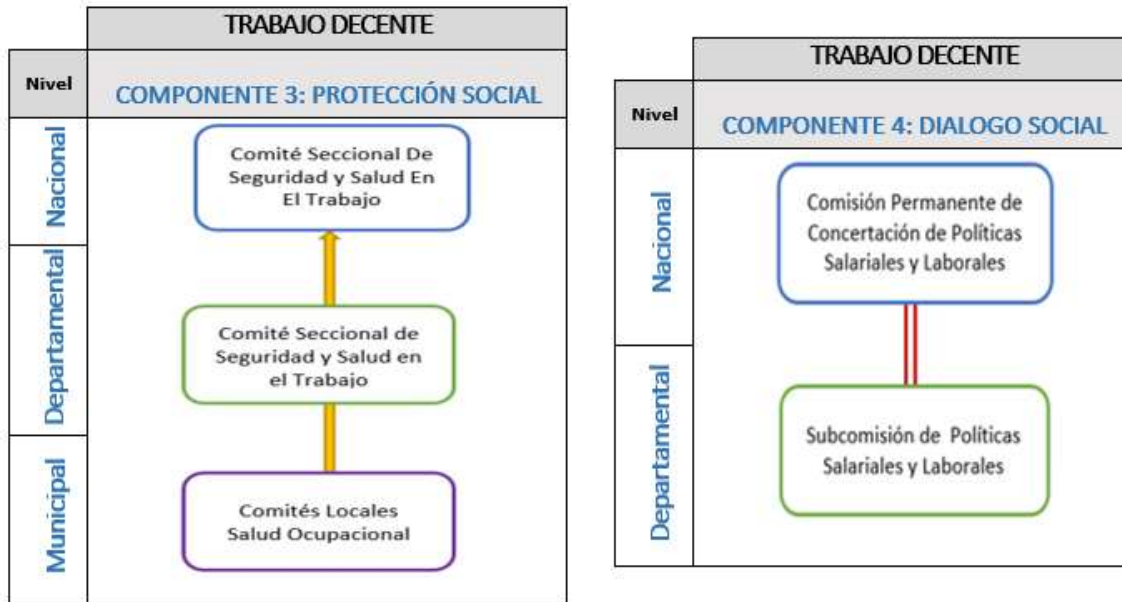 TRABAJO DECENTE
Nivel
COMPONENTE 3: PROTECCIÓN SOCIAL
Nacional
Comité Seccional De
Seguridad y Salud En
El Trabajo
Departamental
Comité Seccional de
Seguridad y Salud en
el Trabajo
Municipal
Comités Locales
Salud Ocupacional
TRABAJO DECENTE
Nivel
COMPONENTE 4: DIALOGO SOCIAL
Nacional
Comisión Permanente de
Concertación de Políticas
Salariales y Laborales
Departamental
Subcomisión de Políticas
Salariales y Laborales